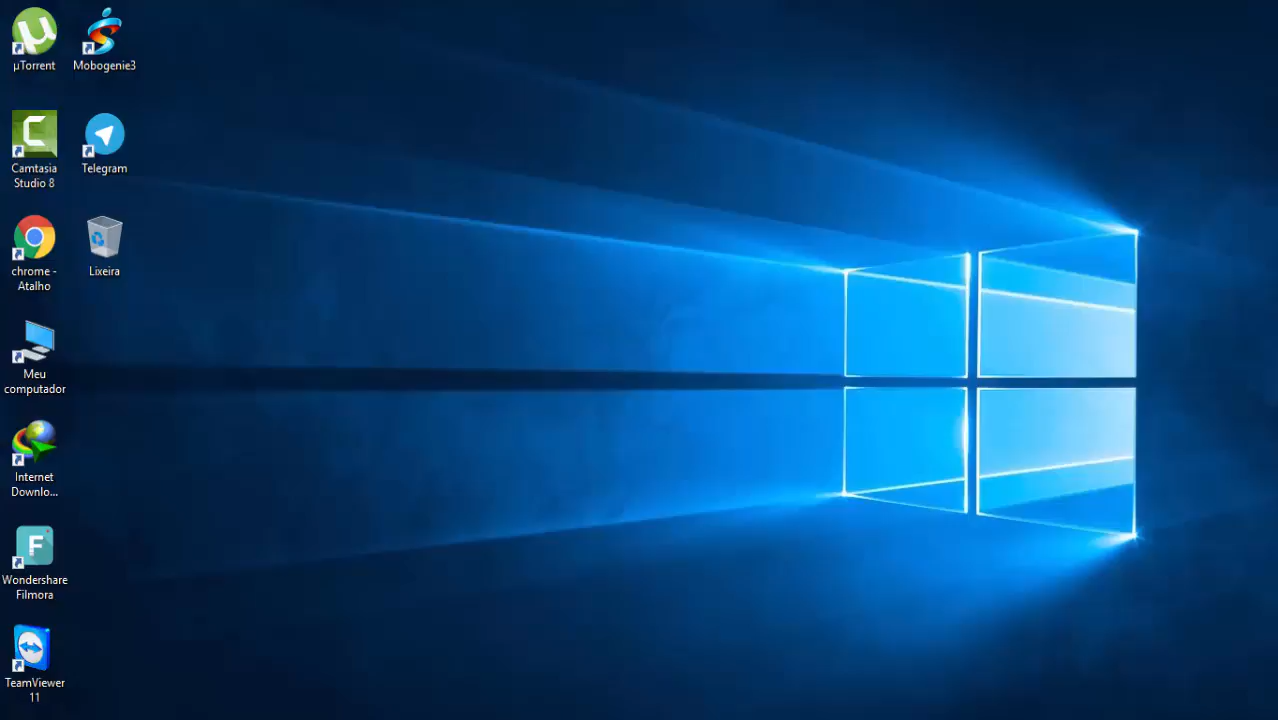 µTorrent
Mobogenie3
Camtasia
Studio 8
Telegram
chrome -
Atalho
Lixeira
Meu
computador
Internet
Downlo...
Wondershare
Filmora
TeamViewer
11